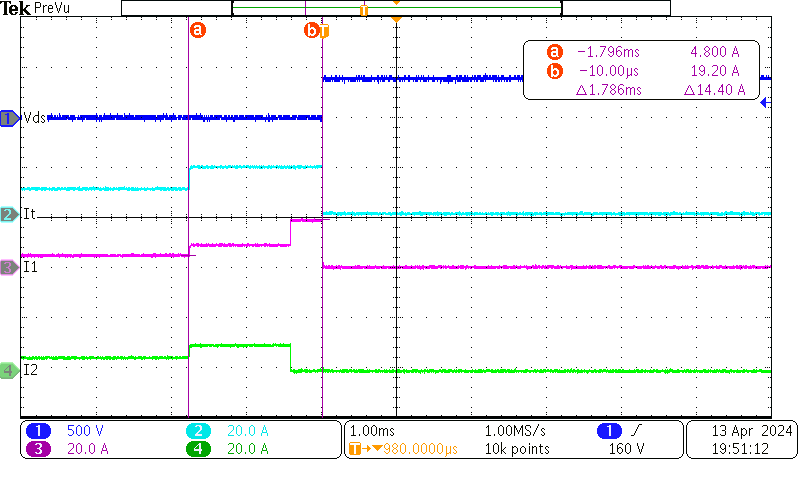 Tek PreVu
T
a b T
a −1.796ms 4.800 A
b −10.00µs 19.20 A
△1.786ms △14.40 A
1 Vds
2 It
3 I1
4 I2
1 500 V 2 20.0 A 1.00ms 1.00MS/s 1 13 Apr 2024
3 20.0 A 4 20.0 A T→▼980.0000µs 10k points 160 V 19:51:12